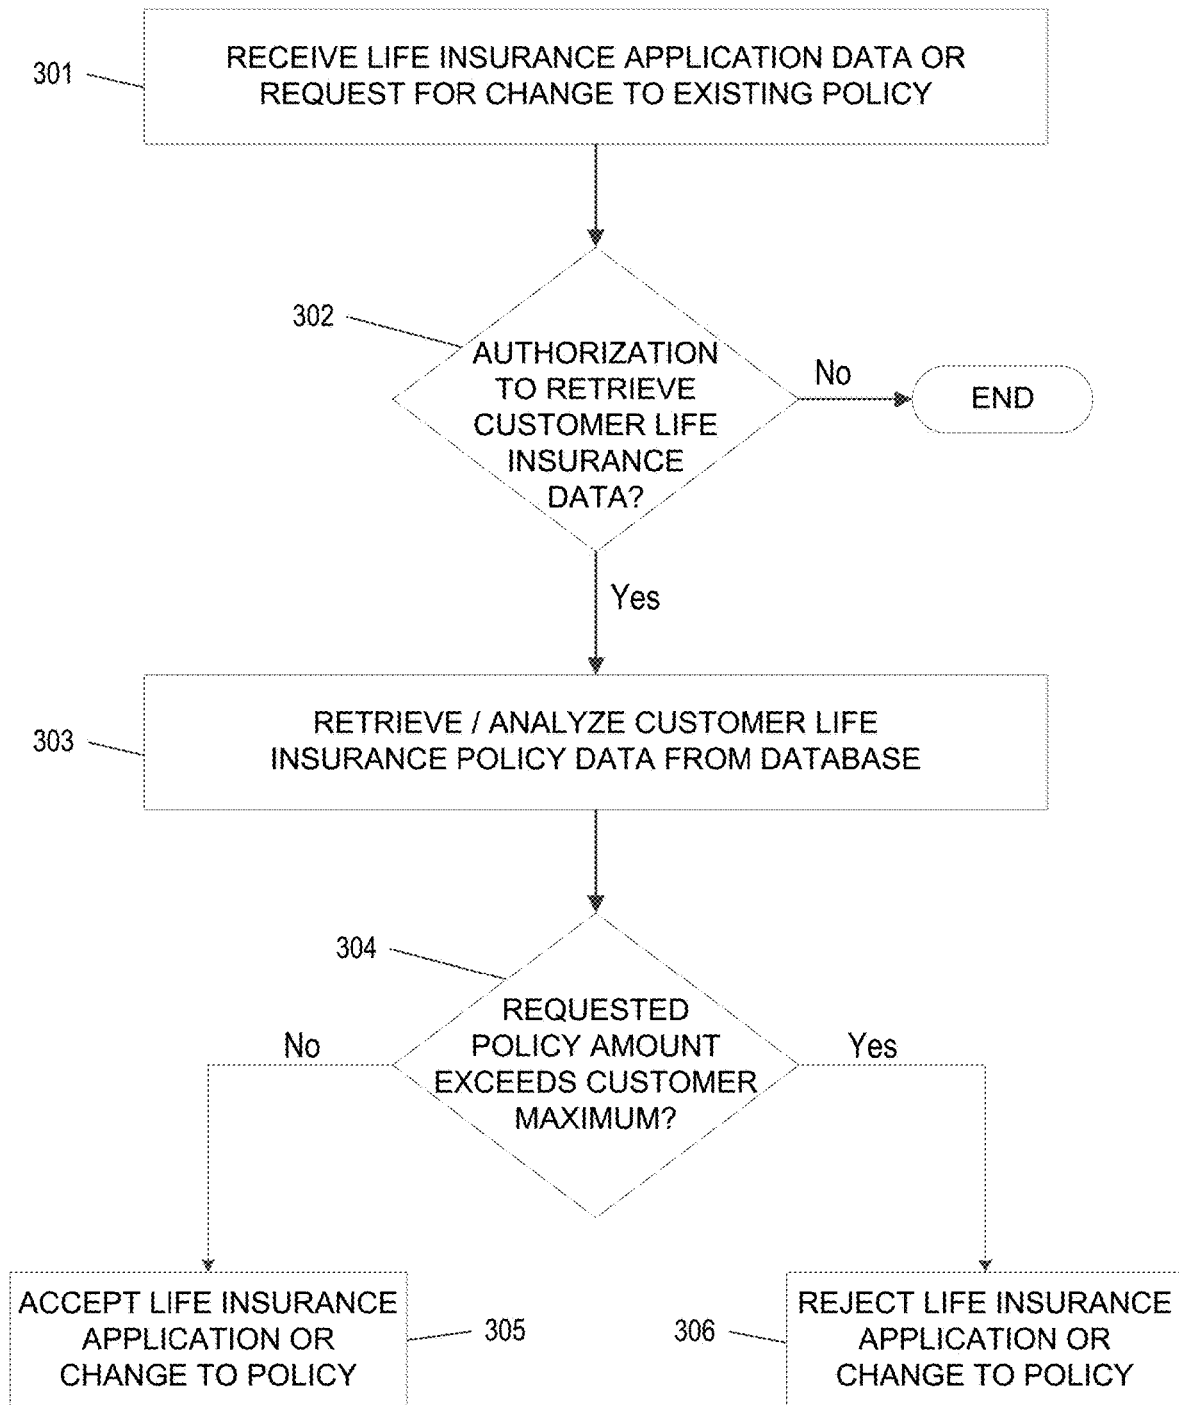 301
RECEIVE LIFE INSURANCE APPLICATION DATA OR
REQUEST FOR CHANGE TO EXISTING POLICY
302
AUTHORIZATION
TO RETRIEVE
CUSTOMER LIFE
INSURANCE
DATA?
No
END
Yes
303
RETRIEVE / ANALYZE CUSTOMER LIFE
INSURANCE POLICY DATA FROM DATABASE
304
REQUESTED
POLICY AMOUNT
EXCEEDS CUSTOMER
MAXIMUM?
No
Yes
ACCEPT LIFE INSURANCE
APPLICATION OR
CHANGE TO POLICY
305
306
REJECT LIFE INSURANCE
APPLICATION OR
CHANGE TO POLICY